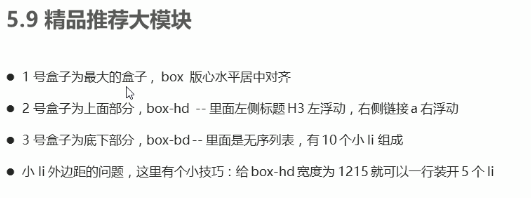 5.9 精品推荐大模块
● 1 号盒子为最大的盒子，box 版心水平居中对齐
● 2 号盒子为上面部分，box-hd -- 里面左侧标题 H3 左浮动，右侧链接 a 右浮动
● 3 号盒子为底下部分，box-bd -- 里面是无序列表，有 10 个小 li 组成
● 小 li 外边距的问题，这里有个小技巧：给 box-hd 宽度为 1215 就可以一行装开 5 个 li